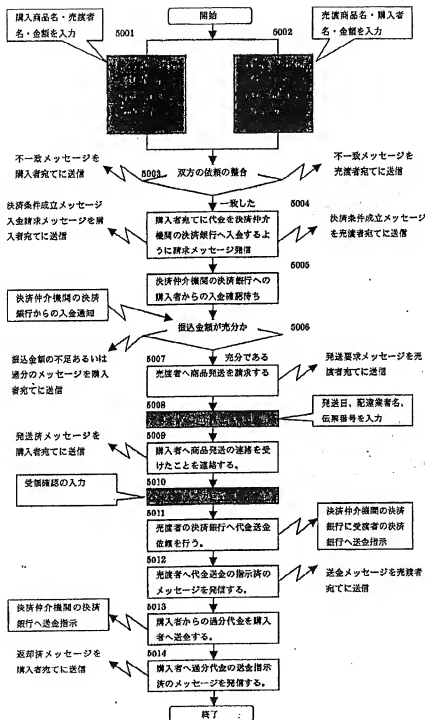 開始
購入商品名・売渡者
名・金額を入力
5001
5002
売渡商品名・購入者
名・金額を入力
不一致メッセージを
購入者宛てに送信
5003
双方の依頼の整合
不一致メッセージを
売渡者宛てに送信
一致した
5004
決済条件成立メッセージ
入金請求メッセージを購
入者宛てに送信
購入者宛てに代金を決済仲介
機関の決済銀行へ入金するよ
うに請求メッセージ発信
決済条件成立メッセージ
を売渡者宛てに送信
5005
決済仲介機関の決済銀行への
購入者からの入金確認待ち
決済仲介機関の決済
銀行からの入金通知
振込金額が充分か
5006
振込金額の不足あるいは
過分のメッセージを購入
者宛てに送信
5007
充分である
売渡者へ商品発送を請求する
発送要求メッセージを売
渡者宛てに送信
5008
発送日、配達業者名、
伝票番号を入力
発送済メッセージを
購入者宛てに送信
5009
購入者へ商品発送の連絡を受
けたことを連絡する。
受領確認の入力
5010
5011
売渡者の決済銀行へ代金送金
依頼を行う。
決済仲介機関の決済
銀行に受渡者の決済
銀行へ送金指示
5012
売渡者へ代金送金の指示済の
メッセージを発信する。
送金メッセージを売渡者
宛てに送信
決済仲介機関の決済
銀行へ送金指示
5013
購入者からの過分代金を購入
者へ送金する。
返却済メッセージを
購入者宛てに送信
5014
購入者へ過分代金の送金指示
済のメッセージを発信する。
終了